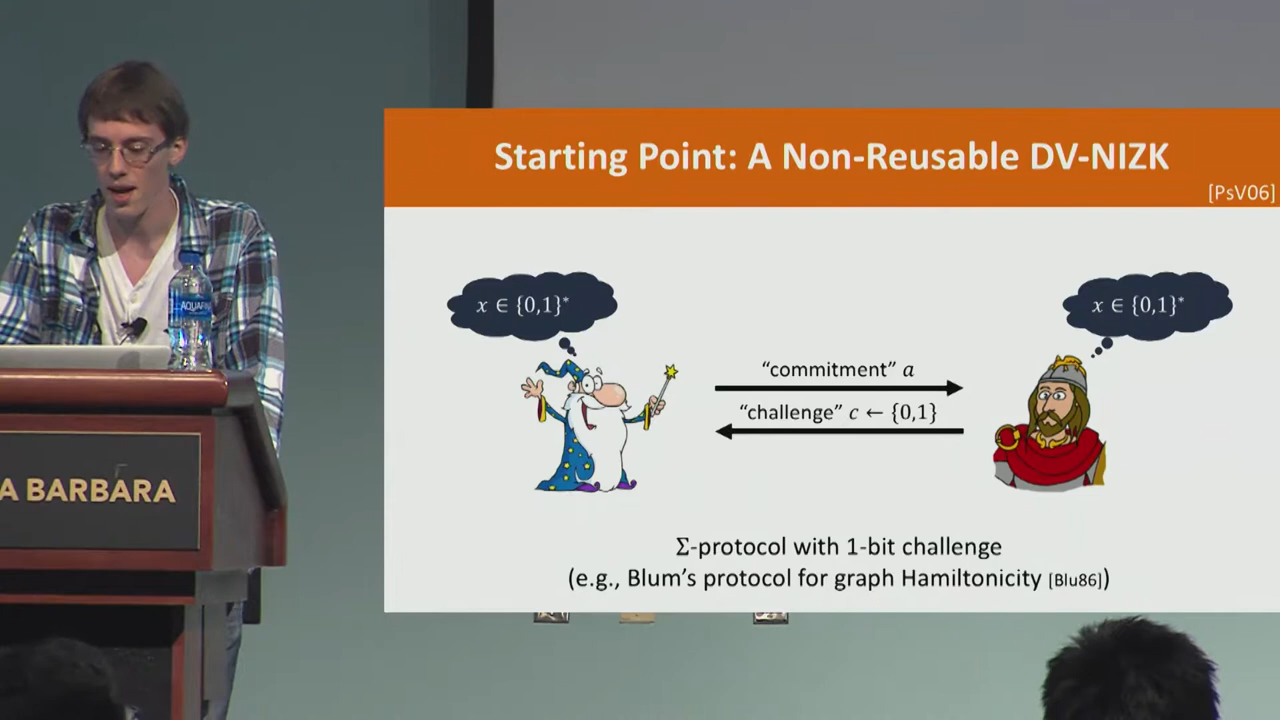 Starting Point: A Non-Reusable DV-NIZK
[PsV06]
x ∈ {0,1}*
x ∈ {0,1}*
“commitment” a
“challenge” c ← {0,1}
Σ-protocol with 1-bit challenge
(e.g., Blum’s protocol for graph Hamiltonicity [Blu86])
A BARBARA